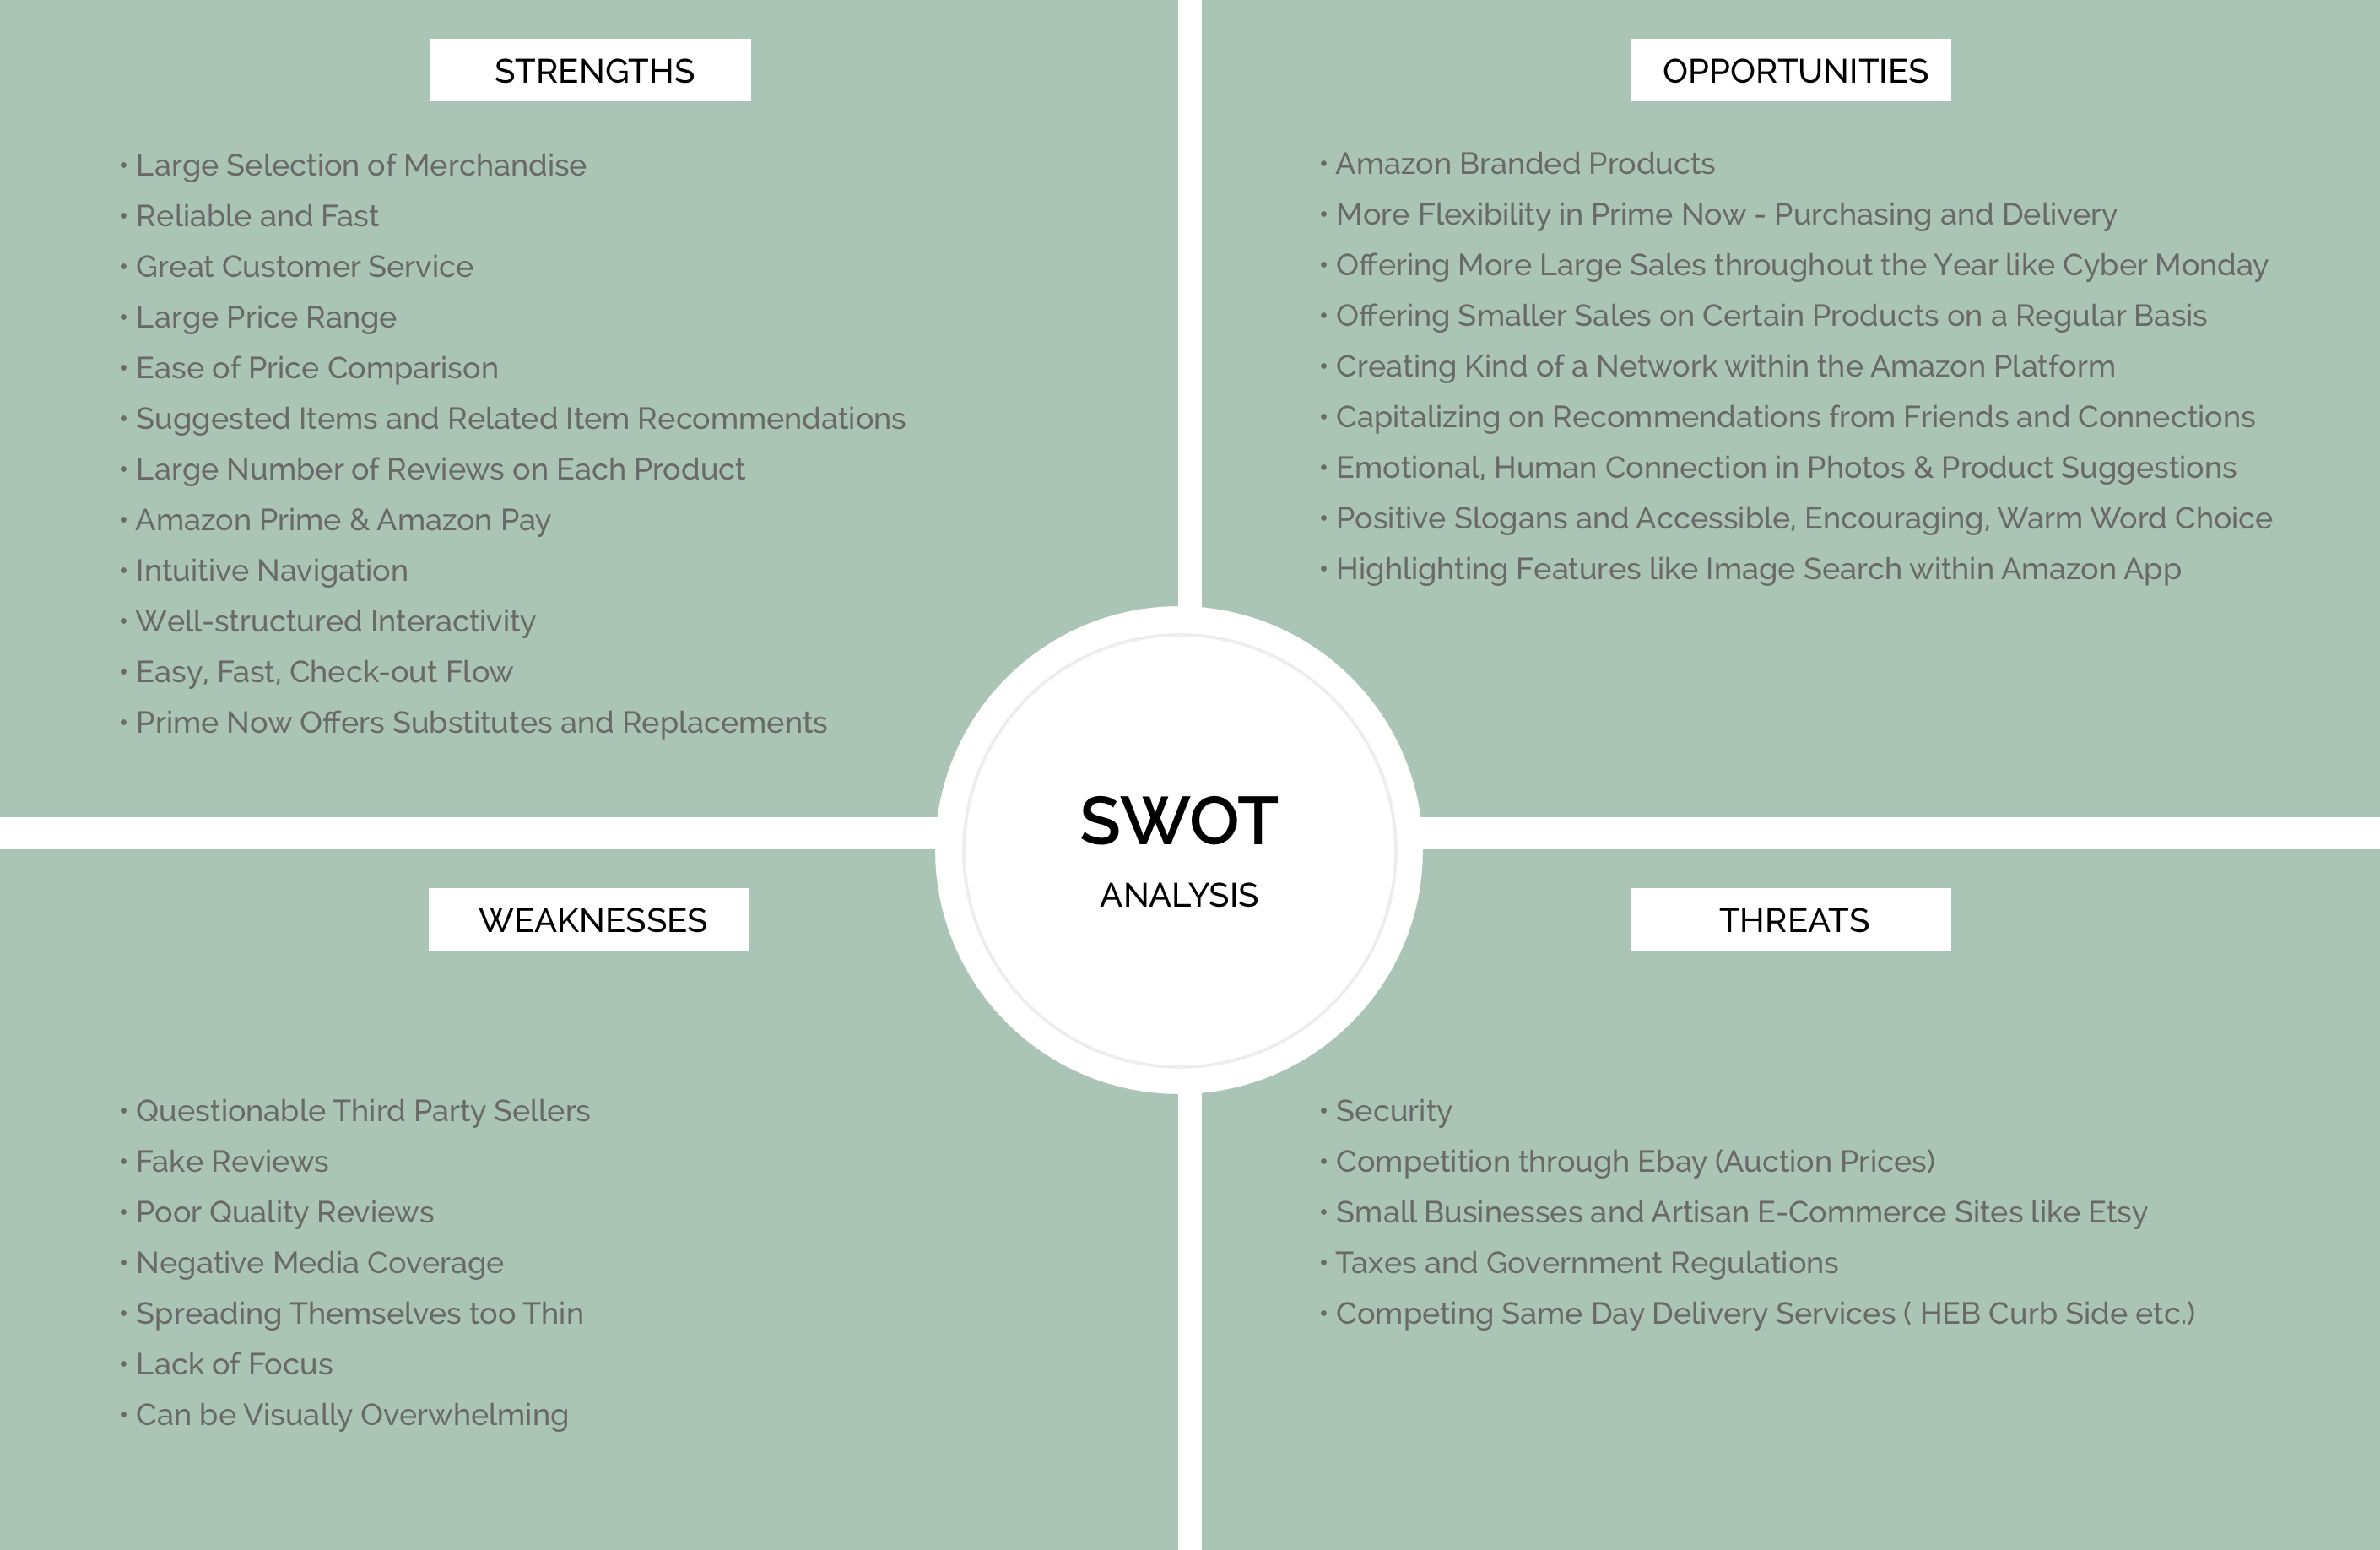 STRENGTHS
• Large Selection of Merchandise
• Reliable and Fast
• Great Customer Service
• Large Price Range
• Ease of Price Comparison
• Suggested Items and Related Item Recommendations
• Large Number of Reviews on Each Product
• Amazon Prime & Amazon Pay
• Intuitive Navigation
• Well-structured Interactivity
• Easy, Fast, Check-out Flow
• Prime Now Offers Substitutes and Replacements
OPPORTUNITIES
• Amazon Branded Products
• More Flexibility in Prime Now - Purchasing and Delivery
• Offering More Large Sales throughout the Year like Cyber Monday
• Offering Smaller Sales on Certain Products on a Regular Basis
• Creating Kind of a Network within the Amazon Platform
• Capitalizing on Recommendations from Friends and Connections
• Emotional, Human Connection in Photos & Product Suggestions
• Positive Slogans and Accessible, Encouraging, Warm Word Choice
• Highlighting Features like Image Search within Amazon App
SWOT
ANALYSIS
WEAKNESSES
• Questionable Third Party Sellers
• Fake Reviews
• Poor Quality Reviews
• Negative Media Coverage
• Spreading Themselves too Thin
• Lack of Focus
• Can be Visually Overwhelming
THREATS
• Security
• Competition through Ebay (Auction Prices)
• Small Businesses and Artisan E-Commerce Sites like Etsy
• Taxes and Government Regulations
• Competing Same Day Delivery Services ( HEB Curb Side etc.)